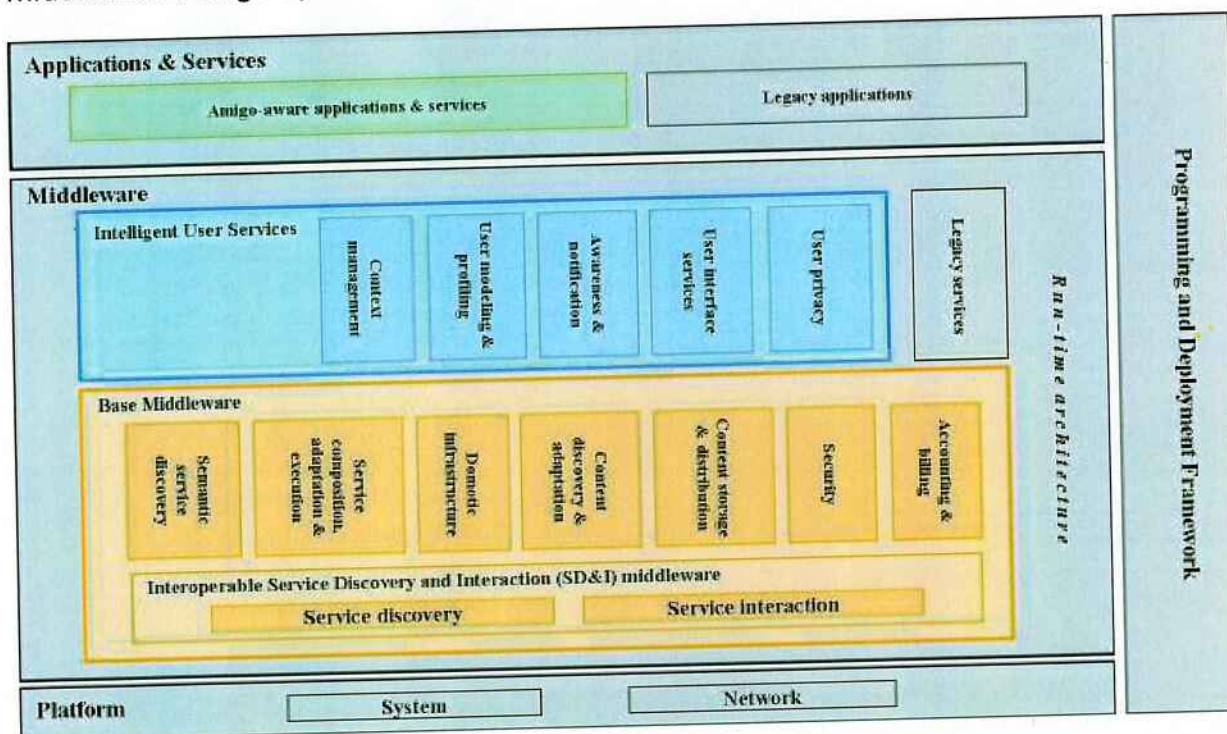 Applications & Services
Amigo-aware applications & services
Legacy applications
Middleware
Intelligent User Services
Context
management
User modeling &
profiling
Awareness &
notification
User interface
services
User privacy
Legacy services
Base Middleware
Semantic
service
discovery
Service
composition,
adaptation &
execution
Domotic
infrastructure
Content
discovery &
adaptation
Content storage
& distribution
Security
Accounting &
billing
Interoperable Service Discovery and Interaction (SD&I) middleware
Service discovery
Service interaction
Run-time architecture
Platform
System
Network
Programming and Deployment Framework